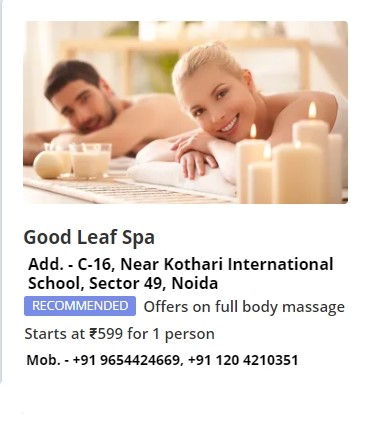 Good Leaf Spa
Add. - C-16, Near Kothari International
School, Sector 49, Noida
RECOMMENDED Offers on full body massage
Starts at ₹599 for 1 person
Mob. - +91 9654424669, +91 120 4210351